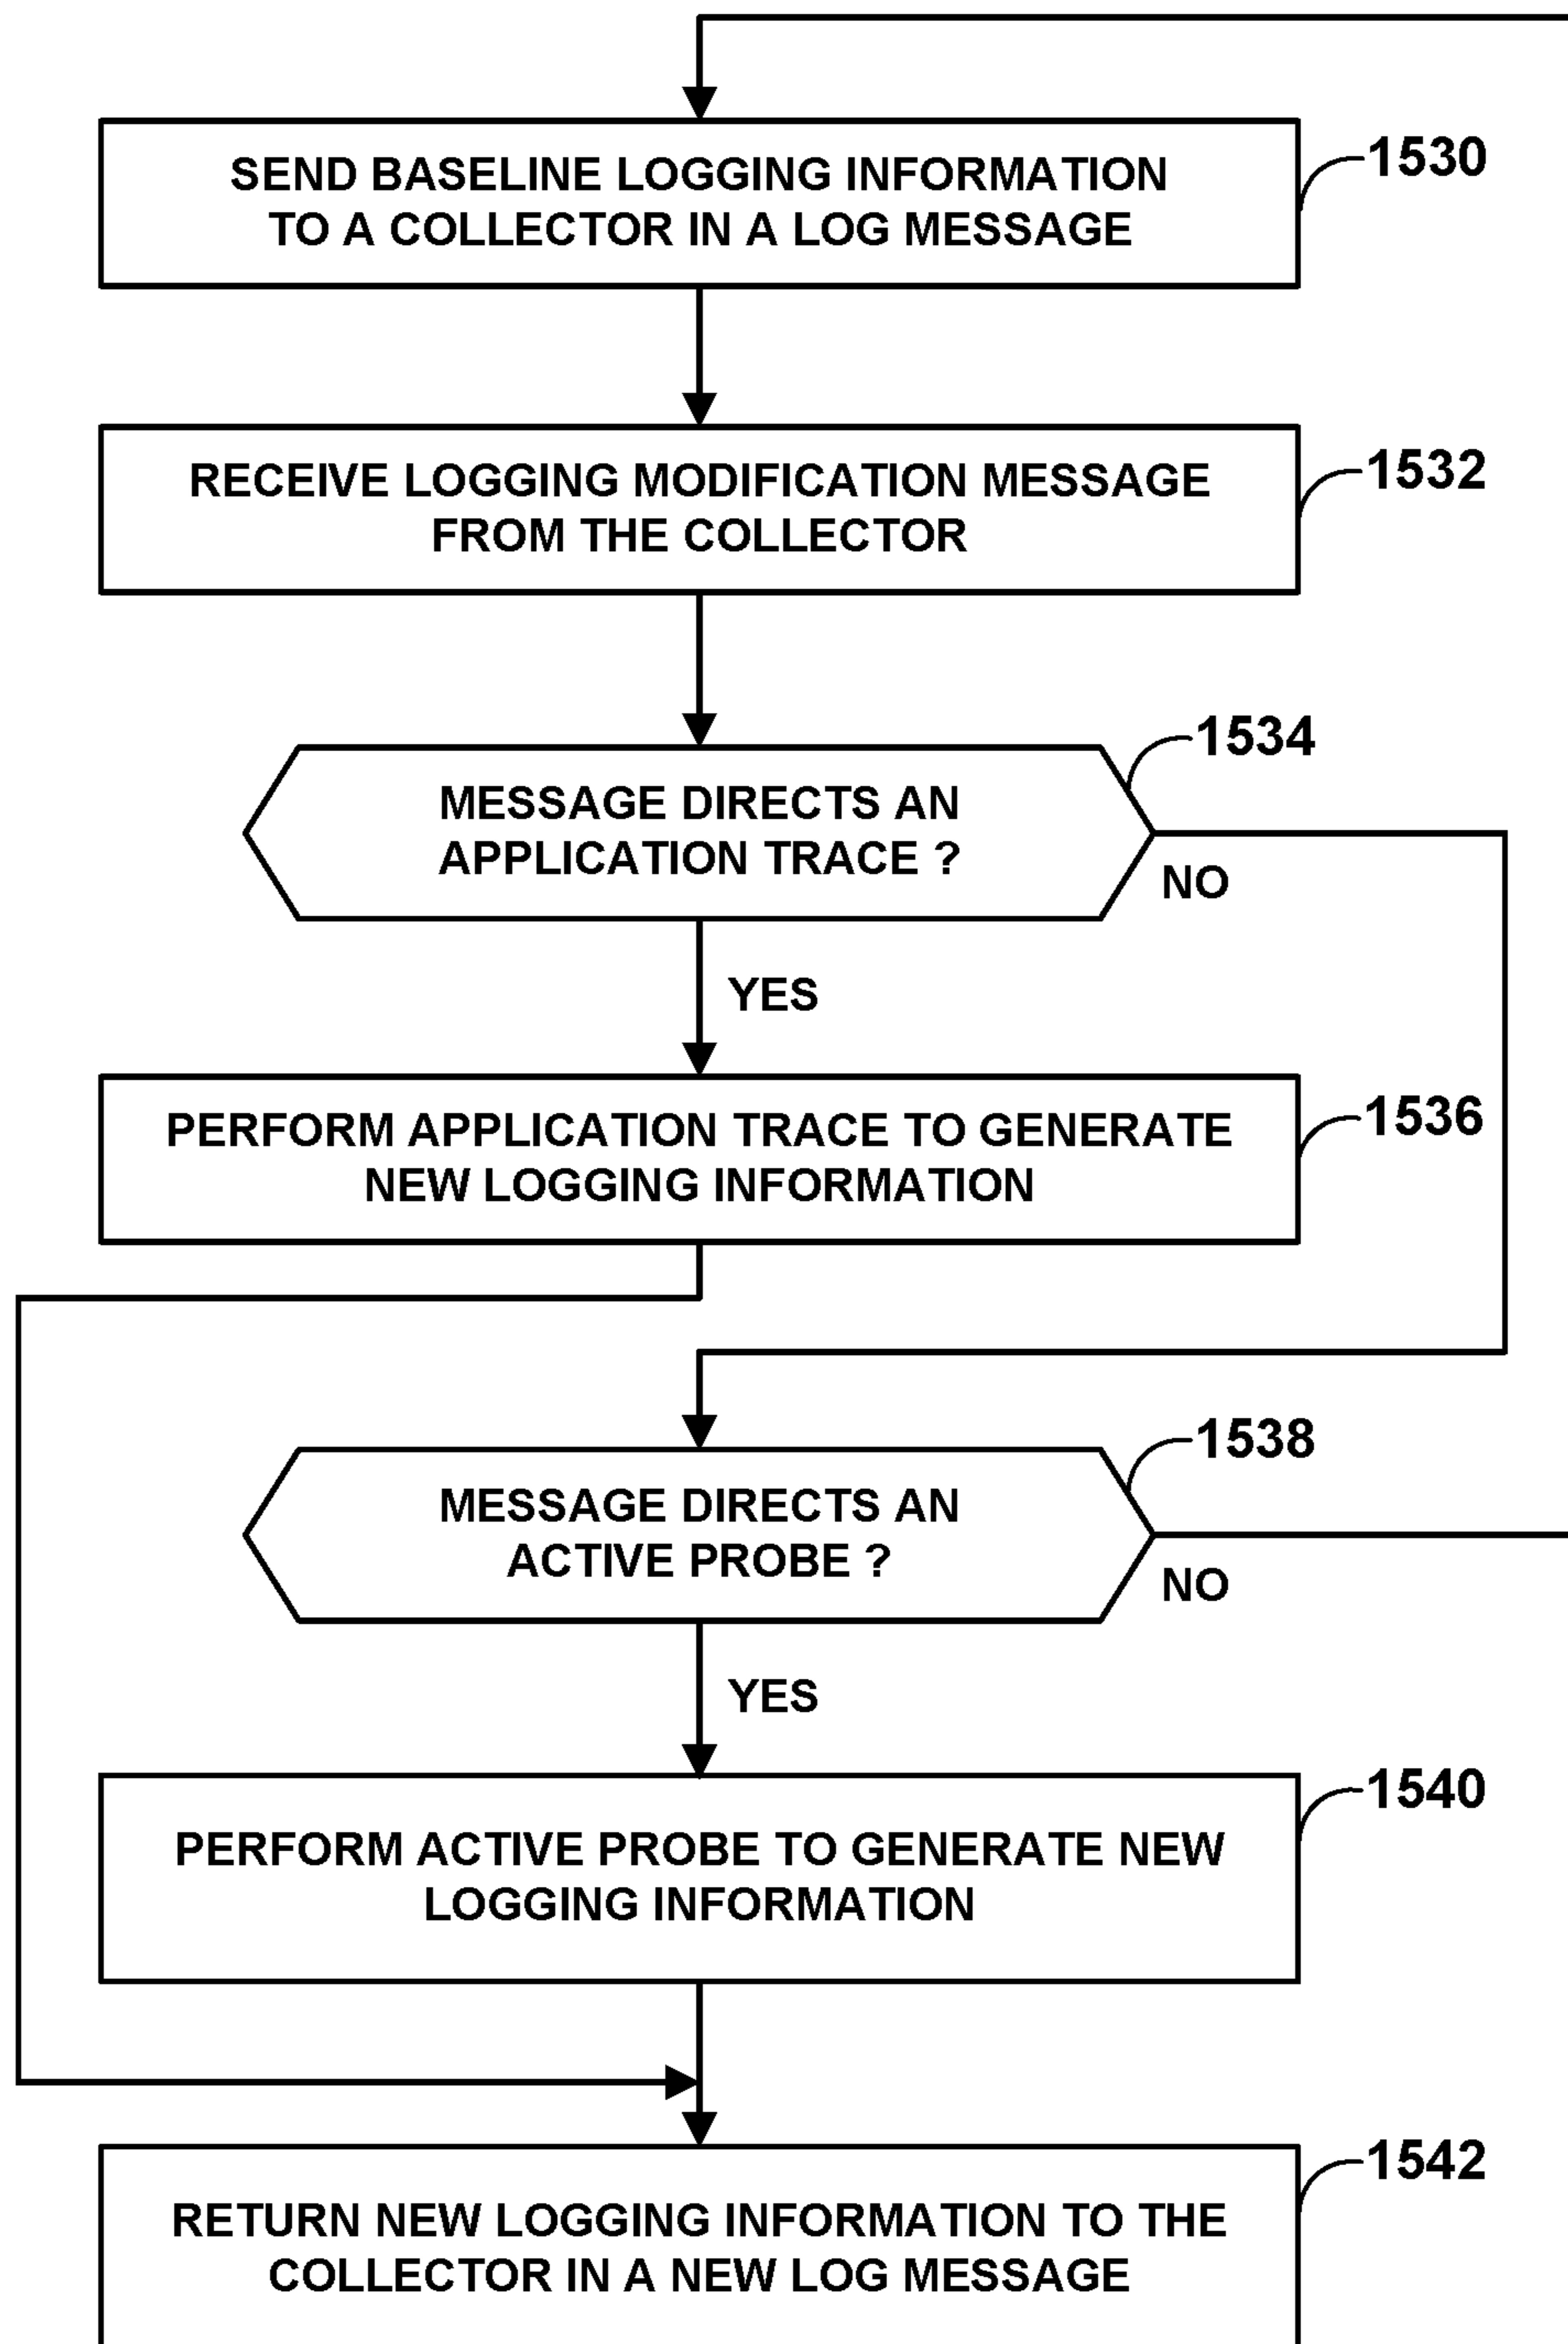 SEND BASELINE LOGGING INFORMATION
TO A COLLECTOR IN A LOG MESSAGE
1530
RECEIVE LOGGING MODIFICATION MESSAGE
FROM THE COLLECTOR
1532
MESSAGE DIRECTS AN
APPLICATION TRACE ?
1534
NO
YES
PERFORM APPLICATION TRACE TO GENERATE
NEW LOGGING INFORMATION
1536
MESSAGE DIRECTS AN
ACTIVE PROBE ?
1538
NO
YES
PERFORM ACTIVE PROBE TO GENERATE NEW
LOGGING INFORMATION
1540
RETURN NEW LOGGING INFORMATION TO THE
COLLECTOR IN A NEW LOG MESSAGE
1542